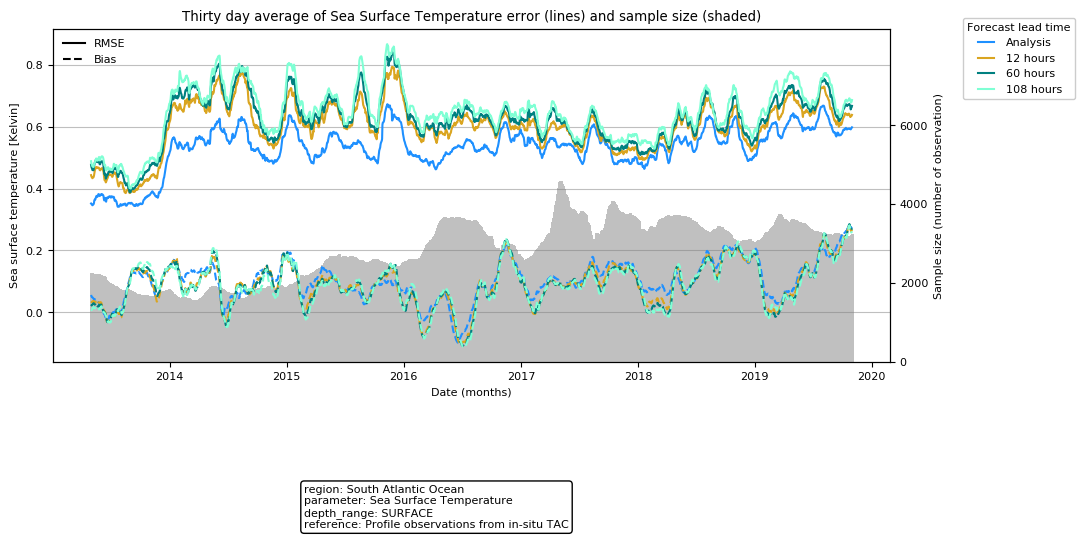 Thirty day average of Sea Surface Temperature error (lines) and sample size (shaded)
RMSE
Bias
Forecast lead time
Analysis
12 hours
60 hours
108 hours
Sea surface temperature [Kelvin]
0.8
0.6
0.4
0.2
0.0
6000
4000
2000
0
Sample size (number of observation)
2014
2015
2016
2017
2018
2019
2020
Date (months)
region: South Atlantic Ocean
parameter: Sea Surface Temperature
depth_range: SURFACE
reference: Profile observations from in-situ TAC